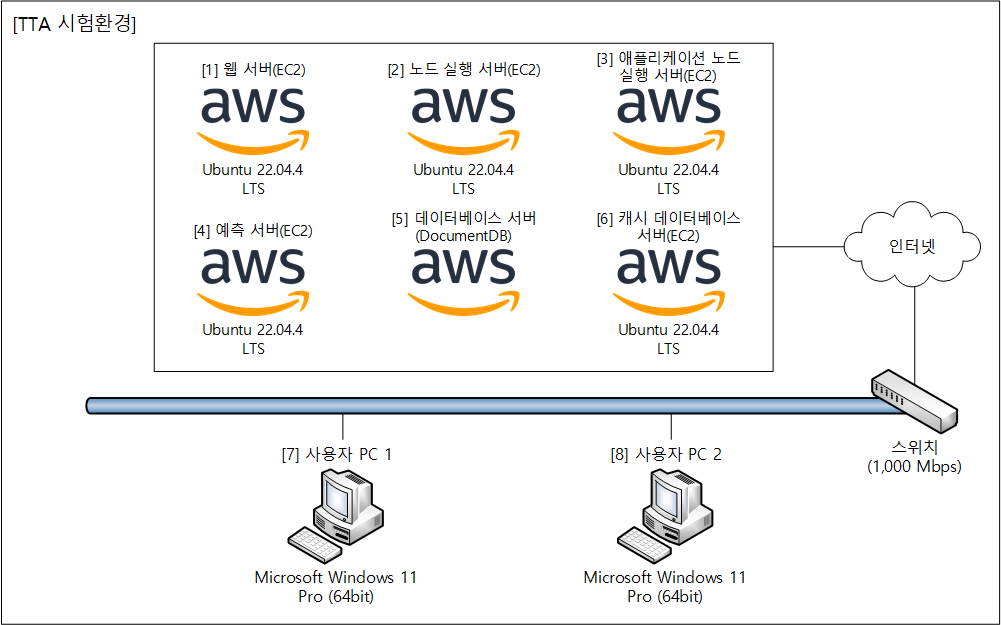 [TTA 시험환경]
[1] 웹 서버(EC2)
aws
Ubuntu 22.04.4
LTS
[2] 노드 실행 서버(EC2)
aws
Ubuntu 22.04.4
LTS
[3] 애플리케이션 노드
실행 서버(EC2)
aws
Ubuntu 22.04.4
LTS
[4] 예측 서버(EC2)
aws
Ubuntu 22.04.4
LTS
[5] 데이터베이스 서버
(DocumentDB)
aws
[6] 캐시 데이터베이스
서버(EC2)
aws
Ubuntu 22.04.4
LTS
인터넷
스위치
(1,000 Mbps)
[7] 사용자 PC 1
Microsoft Windows 11
Pro (64bit)
[8] 사용자 PC 2
Microsoft Windows 11
Pro (64bit)